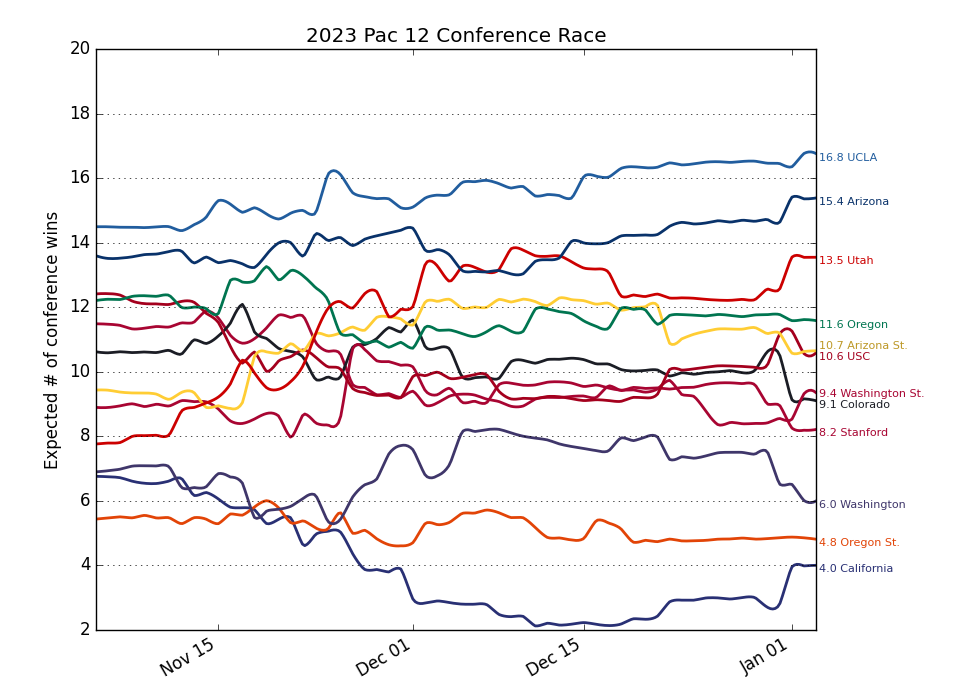 2023 Pac 12 Conference Race
Expected # of conference wins
20
18
16
14
12
10
8
6
4
2
Nov 15
Dec 01
Dec 15
Jan 01
16.8 UCLA
15.4 Arizona
13.5 Utah
11.6 Oregon
10.7 Arizona St.
10.6 USC
9.4 Washington St.
9.1 Colorado
8.2 Stanford
6.0 Washington
4.8 Oregon St.
4.0 California